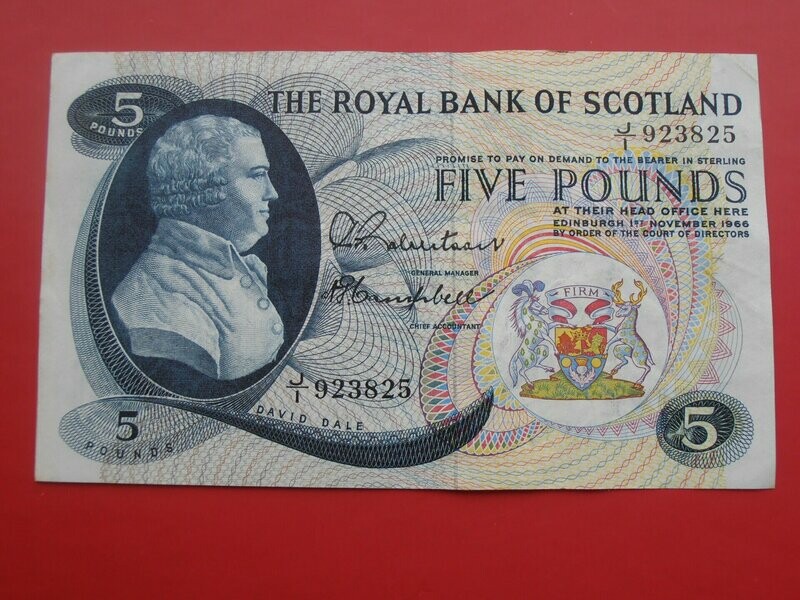 5
POUNDS
THE ROYAL BANK OF SCOTLAND
J/1 923825
PROMISE TO PAY ON DEMAND TO THE BEARER IN STERLING
FIVE POUNDS
AT THEIR HEAD OFFICE HERE
EDINBURGH 1ST NOVEMBER 1966
BY ORDER OF THE COURT OF DIRECTORS
GENERAL MANAGER
Campbell
CHIEF ACCOUNTANT
FIRM
J/1 923825
DAVID DALE
5
POUNDS
5